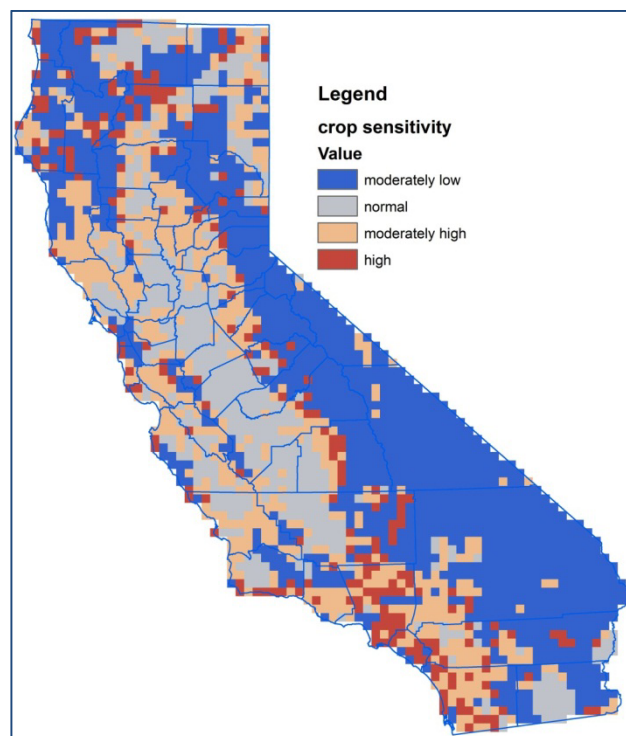 Legend
crop sensitivity
Value
moderately low
normal
moderately high
high